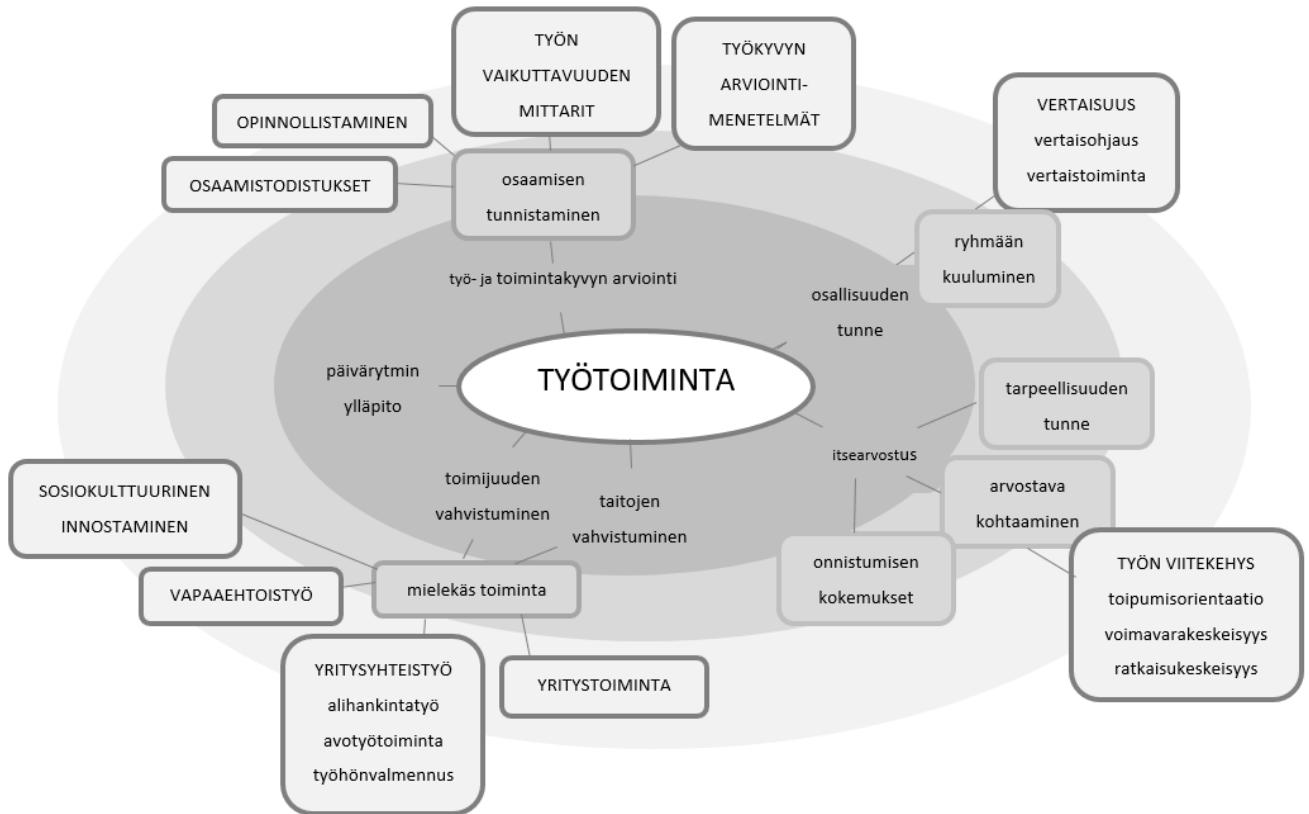 TYÖN
VAIKUTTAVUUDEN
MITTARIT
TYÖKYVYN
ARVIOINTI-
MENETELMÄT
OPINNOLLISTAMINEN
OSAAMISTODISTUKSET
osaamisen
tunnistaminen
VERTAISUUS
vertaisohjaus
vertaistoiminta
ryhmään
kuuluminen
työ- ja toimintakyvyn arviointi
osallisuuden
tunne
päivärytmin
ylläpito
TYÖTOIMINTA
tarpeellisuuden
tunne
itsearvostus
toimijuuden
vahvistuminen
taitojen
vahvistuminen
arvostava
kohtaaminen
SOSIOKULTTUURINEN
INNOSTAMINEN
onnistumisen
kokemukset
VAPAAEHTOISTYÖ
mielekäs toiminta
TYÖN VIITEKEHYS
toipumisorientaatio
voimavarakeskeisyys
ratkaisukeskeisyys
YRITYSYHTEISTYÖ
alihankintatyö
avotyötoiminta
työhönvalmennus
YRITYSTOIMINTA